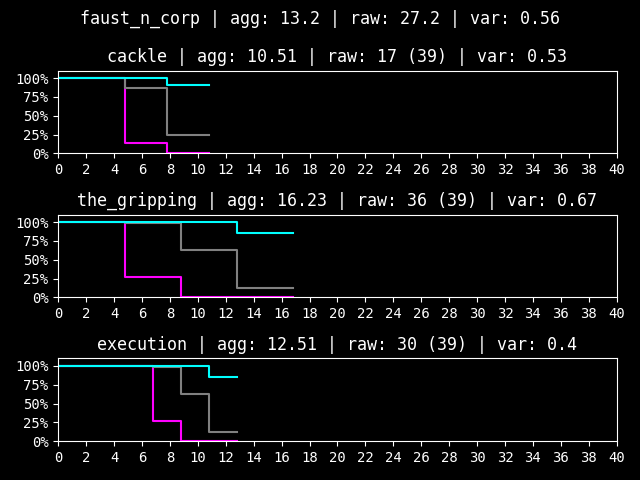 faust_n_corp | agg: 13.2 | raw: 27.2 | var: 0.56
cackle | agg: 10.51 | raw: 17 (39) | var: 0.53
100%
75%
50%
25%
0%
0 2 4 6 8 10 12 14 16 18 20 22 24 26 28 30 32 34 36 38 40
the_gripping | agg: 16.23 | raw: 36 (39) | var: 0.67
100%
75%
50%
25%
0%
0 2 4 6 8 10 12 14 16 18 20 22 24 26 28 30 32 34 36 38 40
execution | agg: 12.51 | raw: 30 (39) | var: 0.4
100%
75%
50%
25%
0%
0 2 4 6 8 10 12 14 16 18 20 22 24 26 28 30 32 34 36 38 40